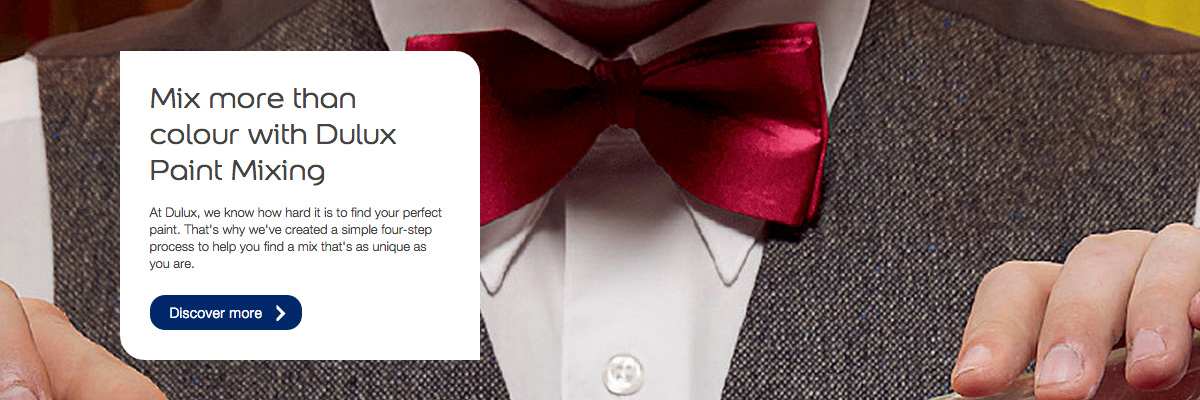 Mix more than
colour with Dulux
Paint Mixing
At Dulux, we know how hard it is to find your perfect
paint. That's why we've created a simple four-step
process to help you find a mix that's as unique as
you are.
Discover more